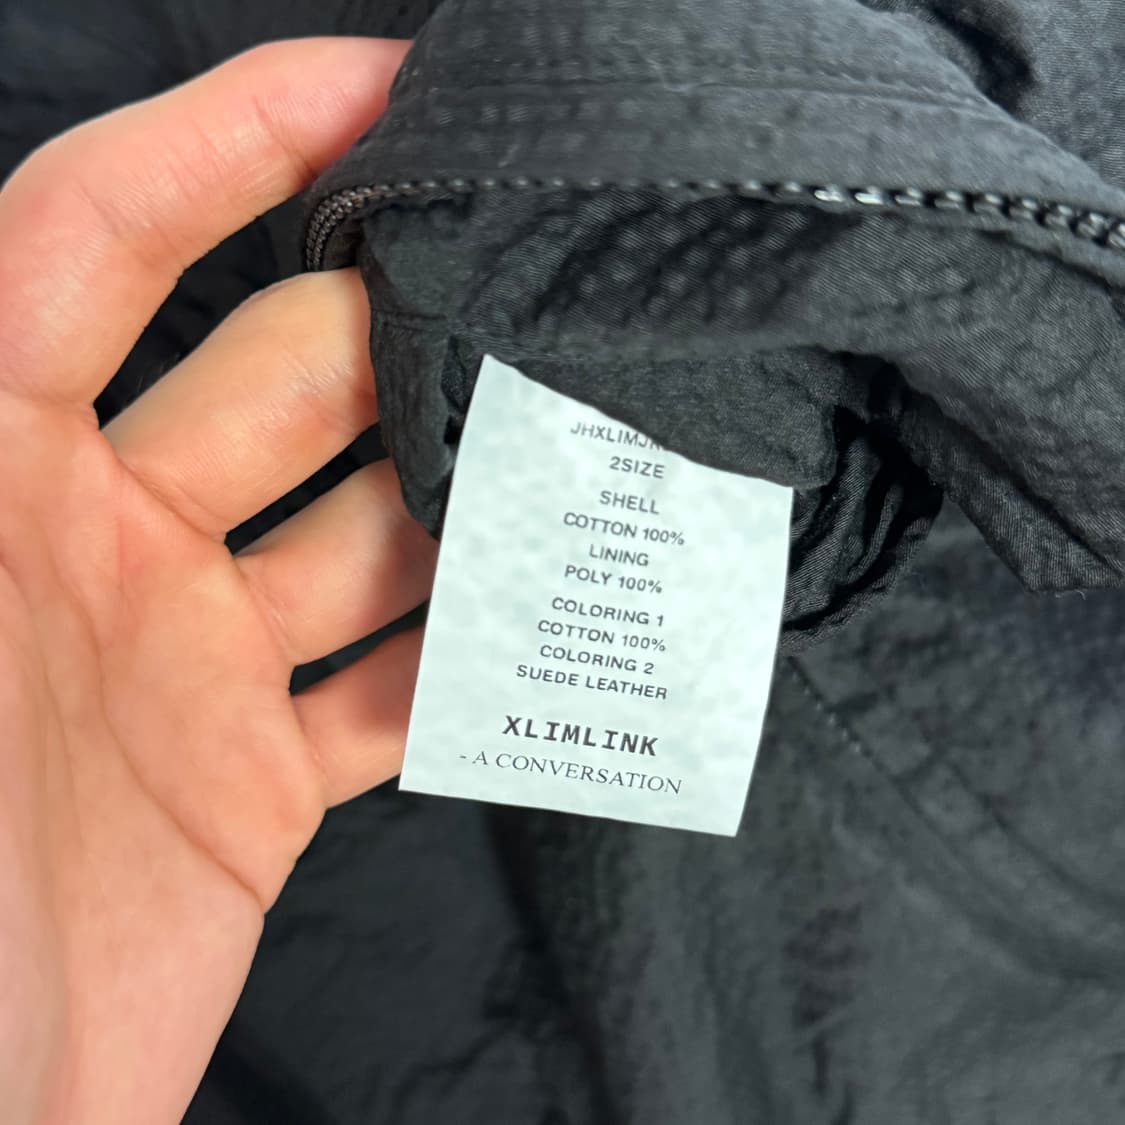 2SIZE
SHELL
COTTON 100%
LINING
POLY 100%
COLORING 1
COTTON 100%
COLORING 2
SUEDE LEATHER
XLIMLINK
- A CONVERSATION